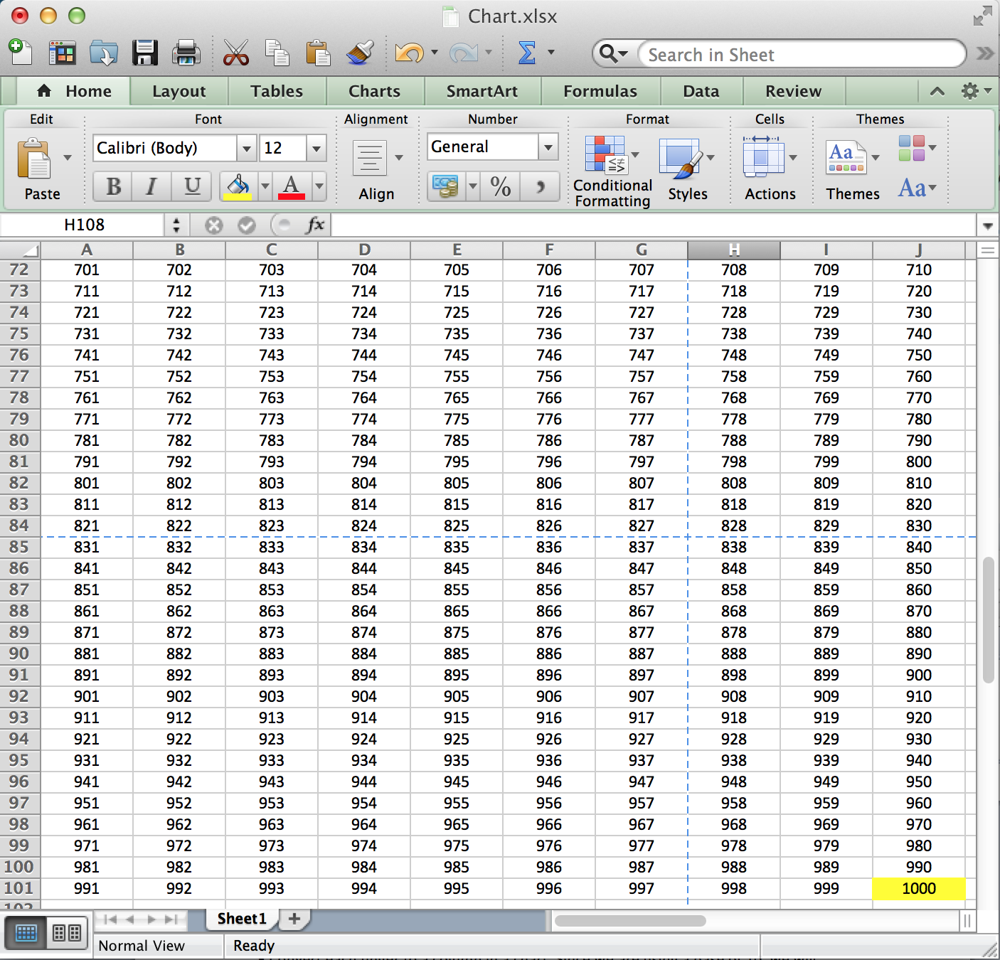 Chart.xlsx
Search in Sheet
Home Layout Tables Charts SmartArt Formulas Data Review
Edit Font Alignment Number Format Cells Themes
Calibri (Body) 12 General
B I U A % , Aa Aa
Paste Align Conditional Formatting Styles Actions Themes
H108 fx
A B C D E F G H I J
72 701 702 703 704 705 706 707 708 709 710
73 711 712 713 714 715 716 717 718 719 720
74 721 722 723 724 725 726 727 728 729 730
75 731 732 733 734 735 736 737 738 739 740
76 741 742 743 744 745 746 747 748 749 750
77 751 752 753 754 755 756 757 758 759 760
78 761 762 763 764 765 766 767 768 769 770
79 771 772 773 774 775 776 777 778 779 780
80 781 782 783 784 785 786 787 788 789 790
81 791 792 793 794 795 796 797 798 799 800
82 801 802 803 804 805 806 807 808 809 810
83 811 812 813 814 815 816 817 818 819 820
84 821 822 823 824 825 826 827 828 829 830
85 831 832 833 834 835 836 837 838 839 840
86 841 842 843 844 845 846 847 848 849 850
87 851 852 853 854 855 856 857 858 859 860
88 861 862 863 864 865 866 867 868 869 870
89 871 872 873 874 875 876 877 878 879 880
90 881 882 883 884 885 886 887 888 889 890
91 891 892 893 894 895 896 897 898 899 900
92 901 902 903 904 905 906 907 908 909 910
93 911 912 913 914 915 916 917 918 919 920
94 921 922 923 924 925 926 927 928 929 930
95 931 932 933 934 935 936 937 938 939 940
96 941 942 943 944 945 946 947 948 949 950
97 951 952 953 954 955 956 957 958 959 960
98 961 962 963 964 965 966 967 968 969 970
99 971 972 973 974 975 976 977 978 979 980
100 981 982 983 984 985 986 987 988 989 990
101 991 992 993 994 995 996 997 998 999 1000
Sheet1
Normal View Ready